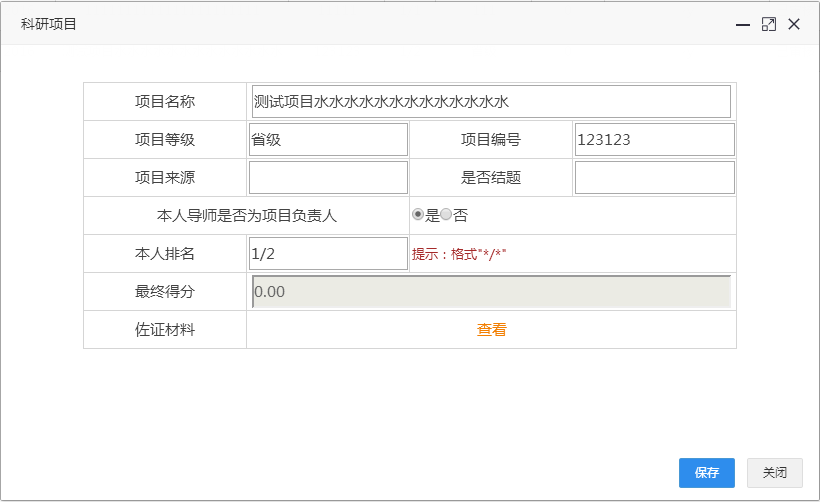 科研项目
项目名称 测试项目水水水水水水水水水水水水水
项目等级 省级 项目编号 123123
项目来源 是否结题
本人导师是否为项目负责人 是 否
本人排名 1/2 提示：格式"*/*"
最终得分 0.00
佐证材料 查看
保存 关闭